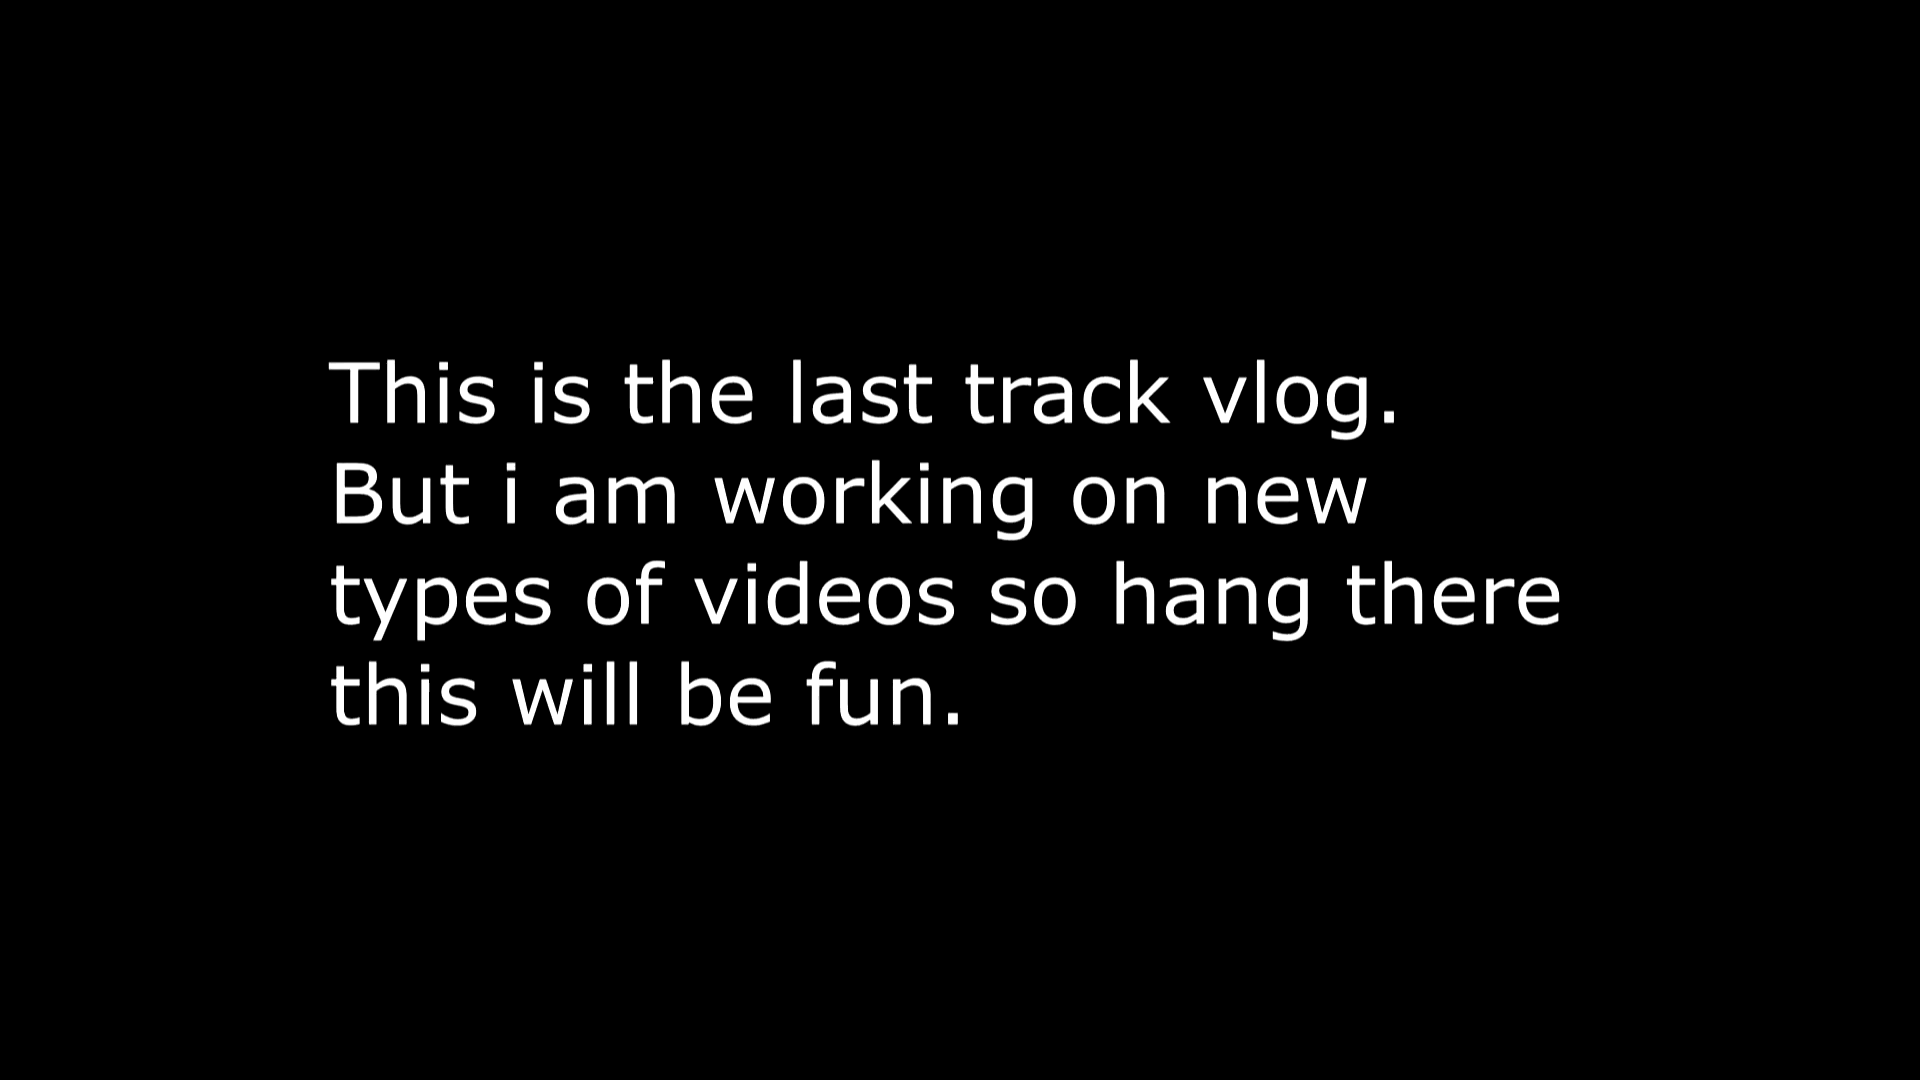 This is the last track vlog.
But i am working on new
types of videos so hang there
this will be fun.